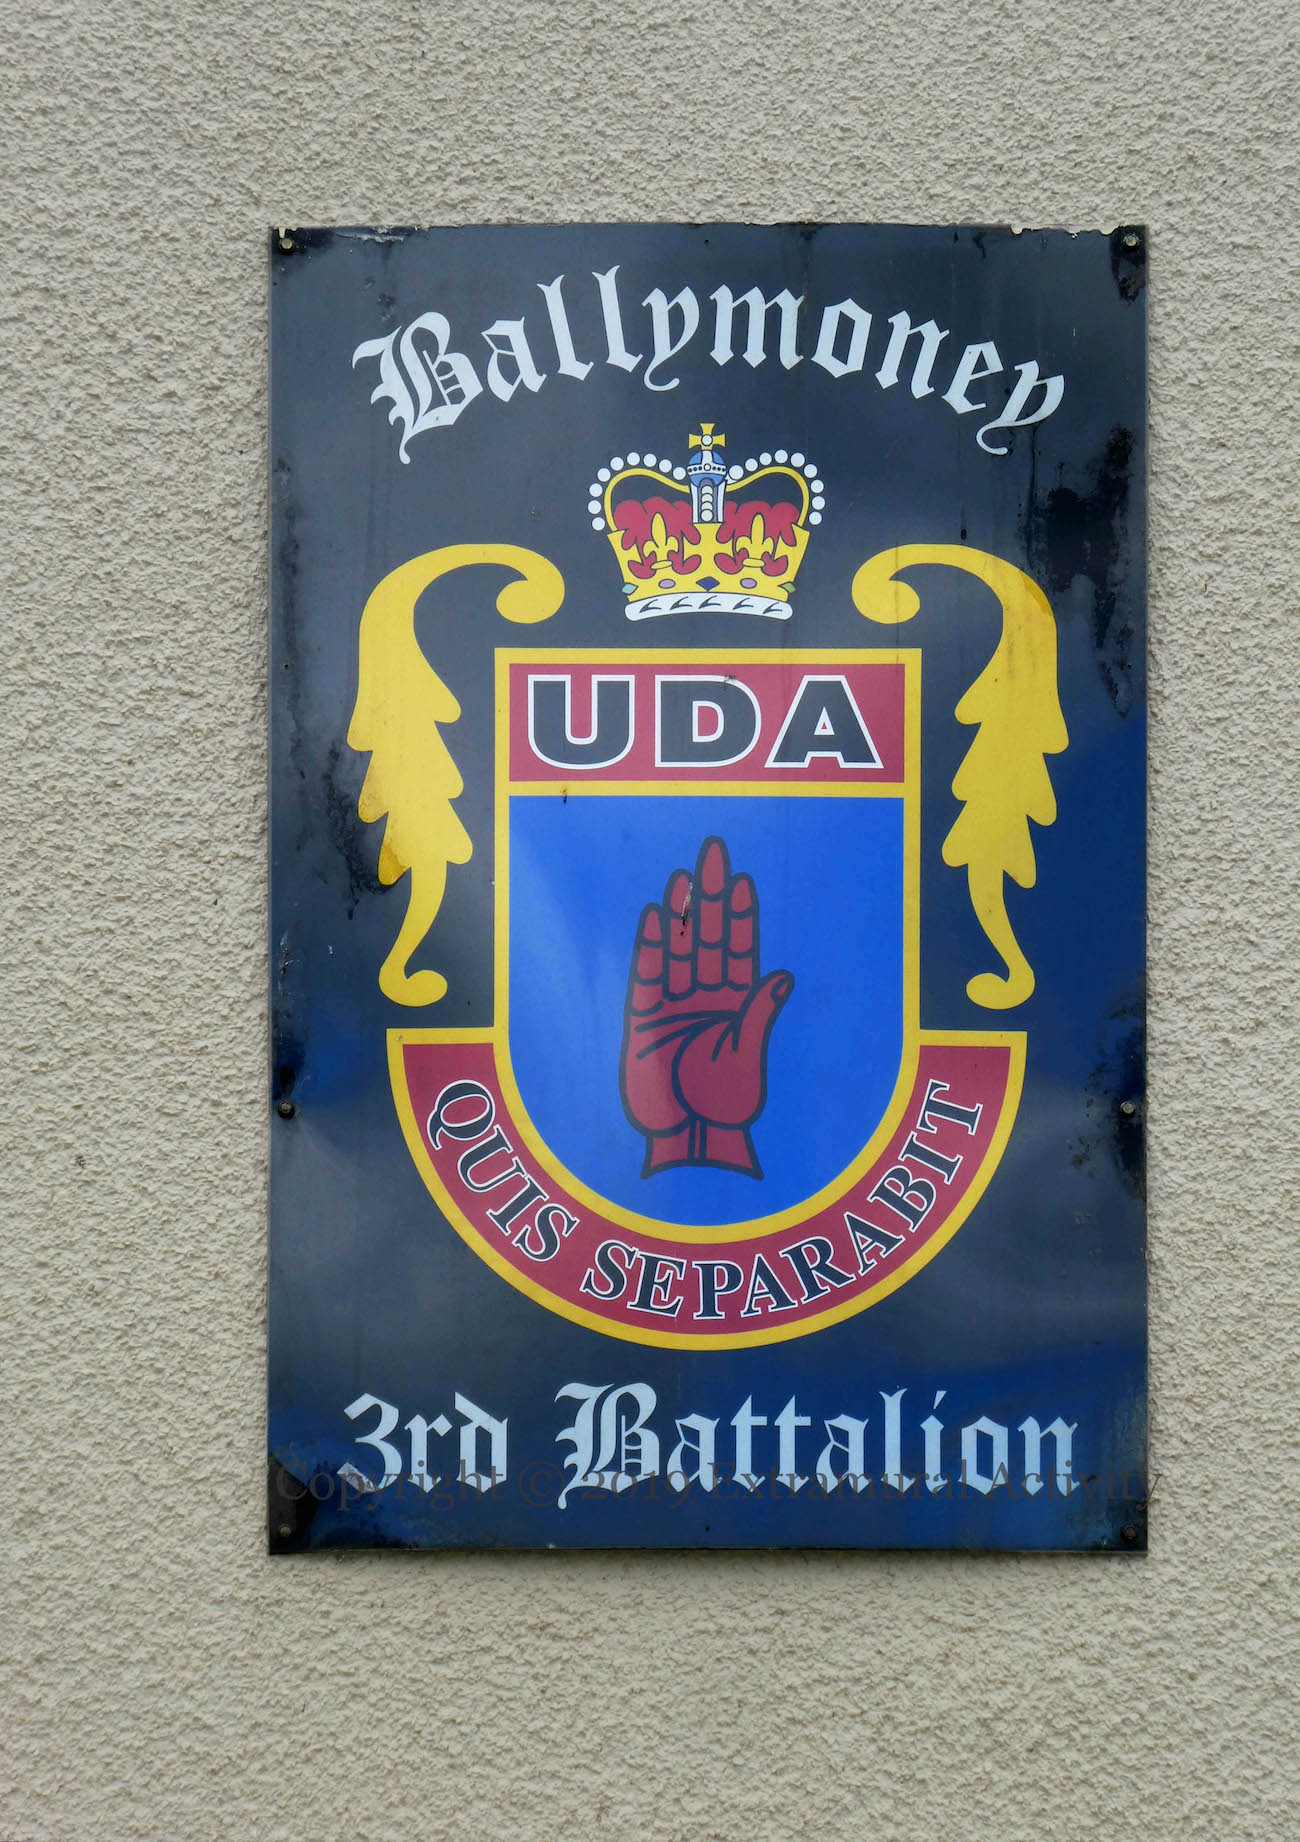 Ballymoney
UDA
QUIS SEPARABIT
3rd Battalion
Copyright © 2019 Extramural Activity